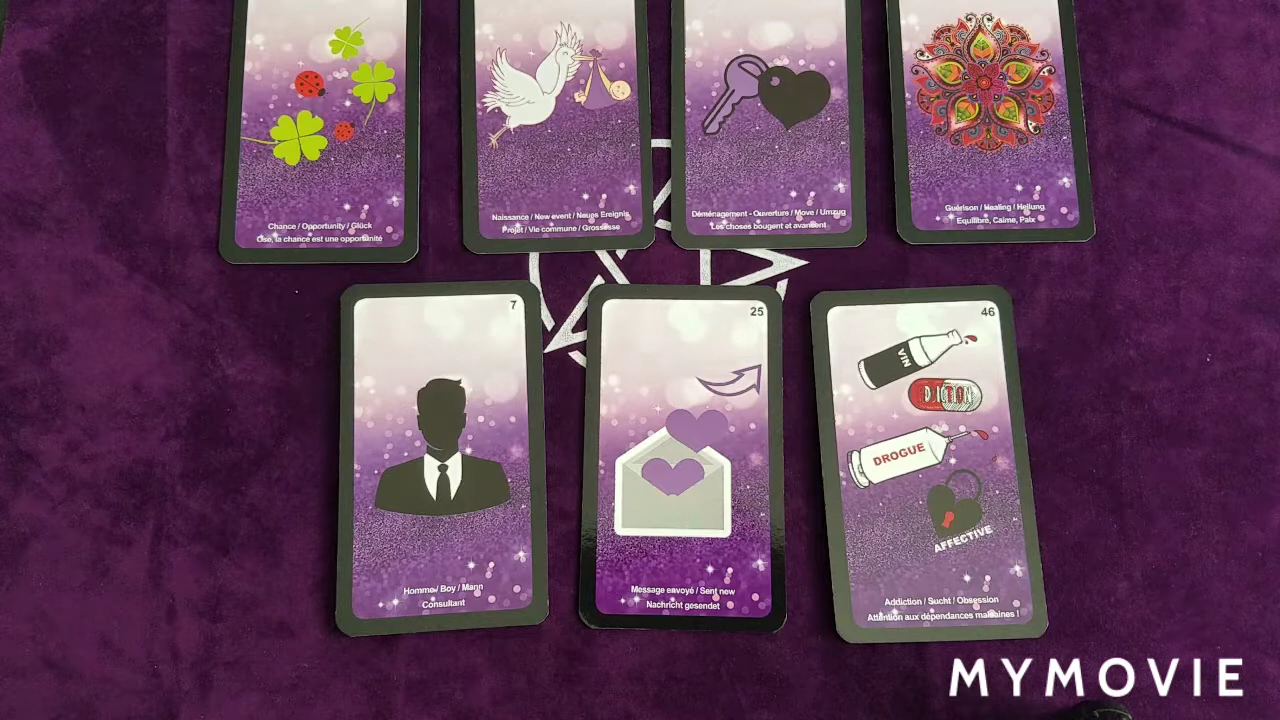 Chance / Opportunity / Glück
Ose, la chance est une opportunité
Naissance / New event / Neues Ereignis
Projet / Vie commune / Grossesse
Déménagement - Ouverture / Move / Umzug
Les choses bougent et avancent
Guérison / Healing / Heilung
Equilibre, Calme, Paix
7
Homme / Boy / Mann
Consultant
25
Message envoyé / Sent new
Nachricht gesendet
46
VIN
DROGUE
AFFECTIVE
Addiction / Sucht / Obsession
Attention aux dépendances malsaines !
MYMOVIE